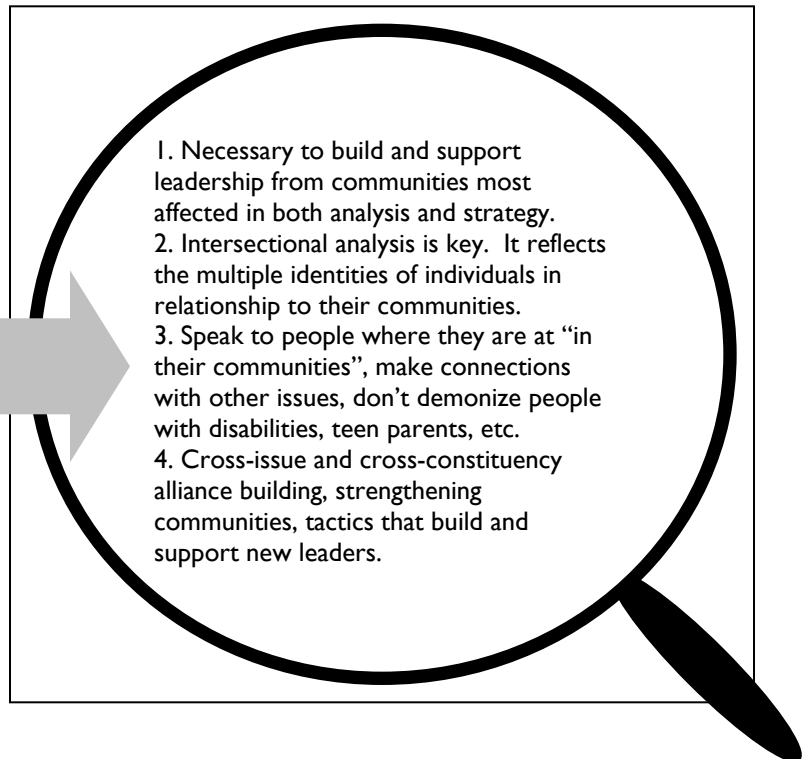 1. Necessary to build and support
leadership from communities most
affected in both analysis and strategy.
2. Intersectional analysis is key.  It reflects
the multiple identities of individuals in
relationship to their communities.
3. Speak to people where they are at “in
their communities”, make connections
with other issues, don’t demonize people
with disabilities, teen parents, etc.
4. Cross-issue and cross-constituency
alliance building, strengthening
communities, tactics that build and
support new leaders.